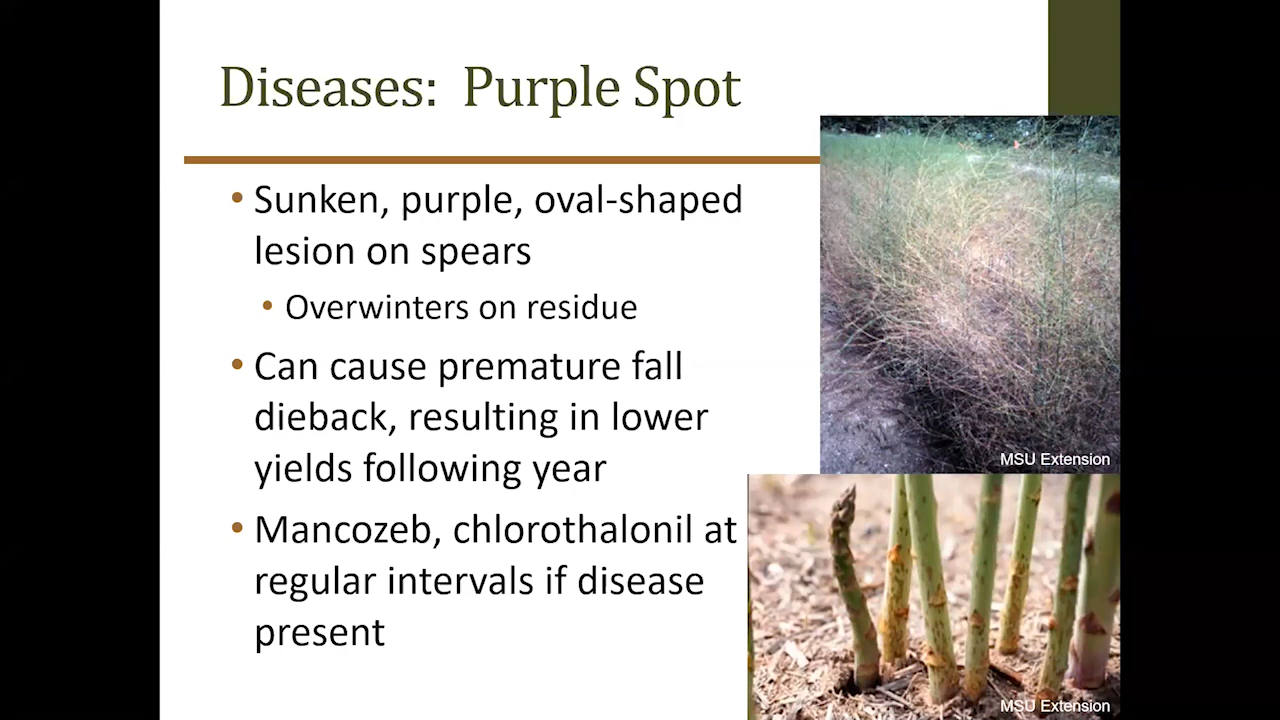 Diseases: Purple Spot
• Sunken, purple, oval-shaped
lesion on spears
• Overwinters on residue
• Can cause premature fall
dieback, resulting in lower
yields following year
• Mancozeb, chlorothalonil at
regular intervals if disease
present
MSU Extension
MSU Extension